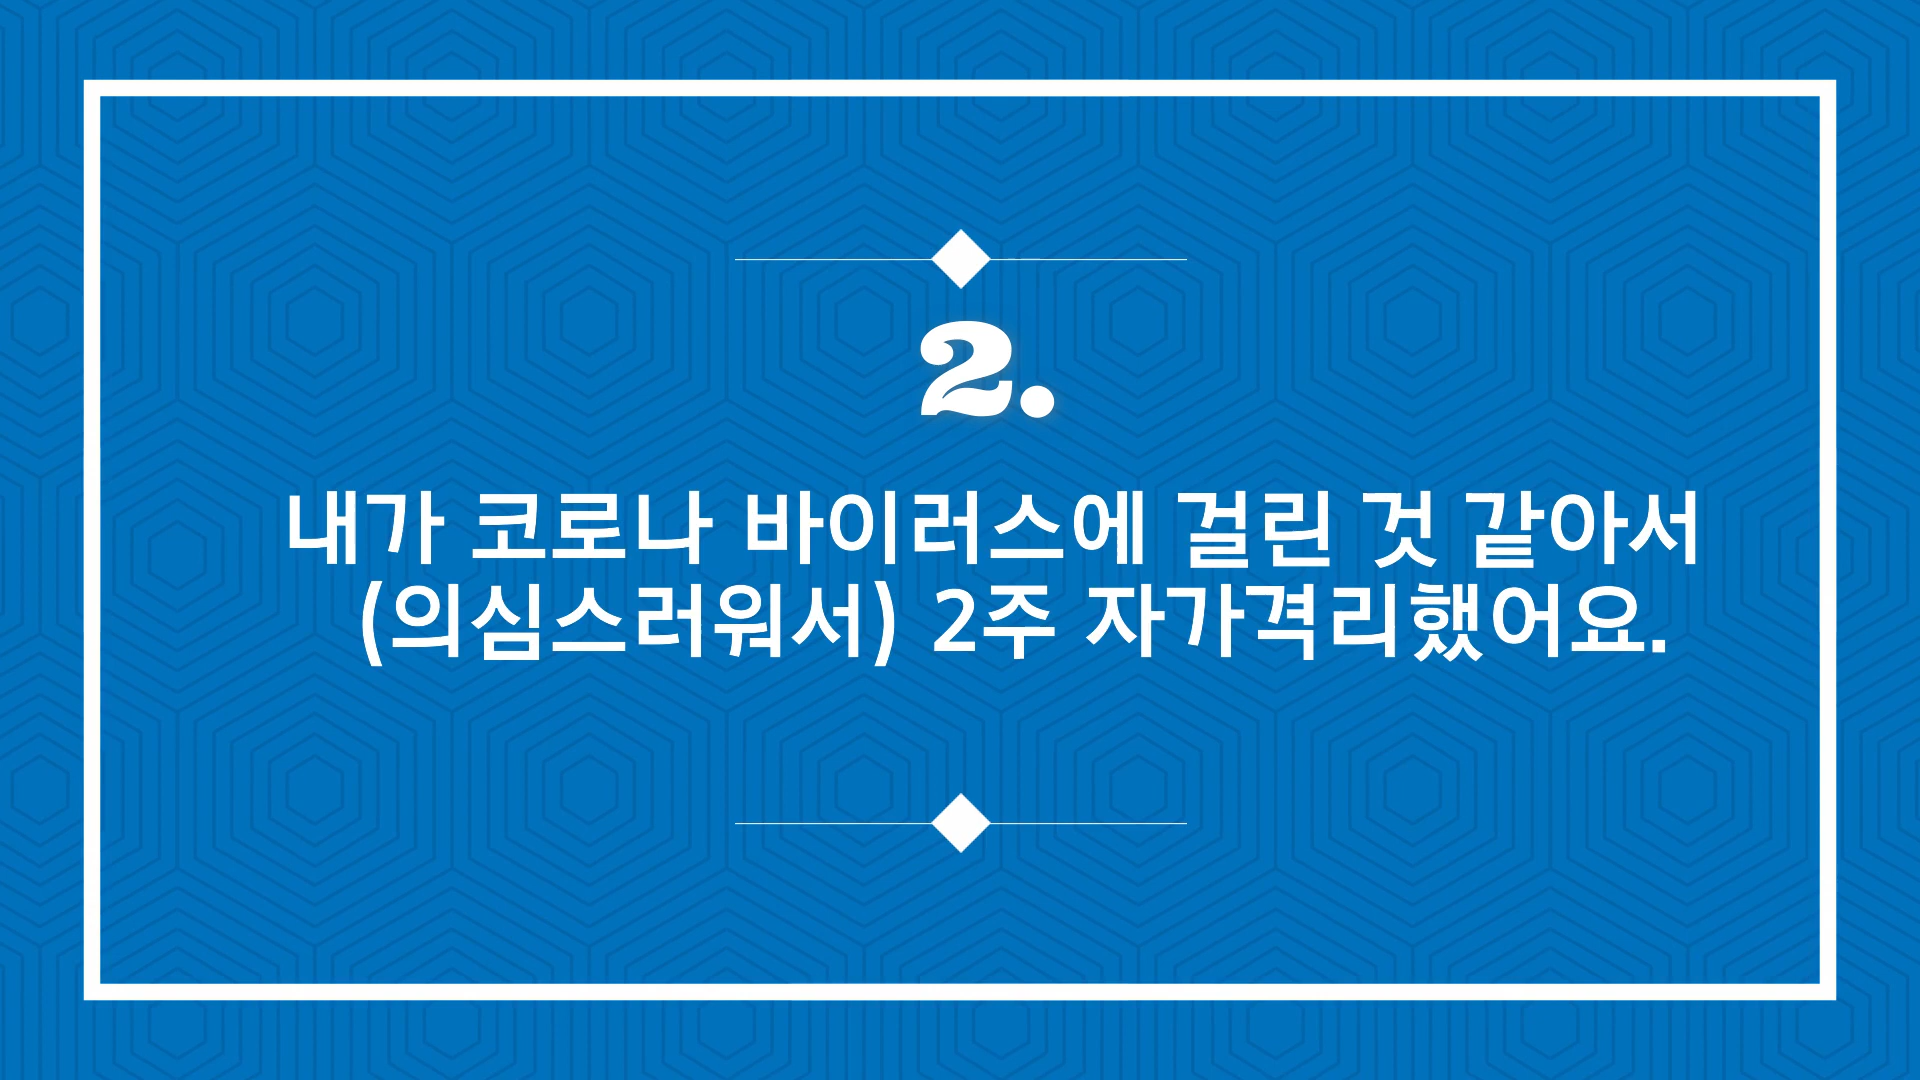 2.
내가 코로나 바이러스에 걸린 것 같아서
(의심스러워서) 2주 자가격리했어요.